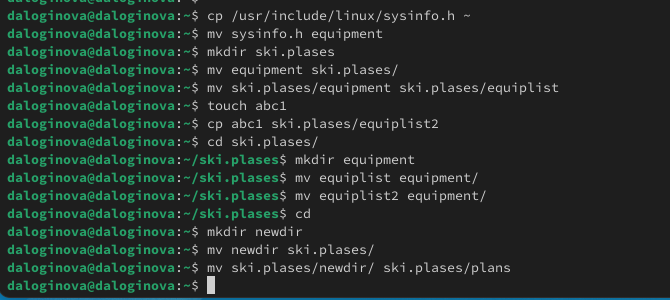 daloginova@daloginova:~$ cp /usr/include/linux/sysinfo.h ~
daloginova@daloginova:~$ mv sysinfo.h equipment
daloginova@daloginova:~$ mkdir ski.plases
daloginova@daloginova:~$ mv equipment ski.plases/
daloginova@daloginova:~$ mv ski.plases/equipment ski.plases/equiplist
daloginova@daloginova:~$ touch abc1
daloginova@daloginova:~$ cp abc1 ski.plases/equiplist2
daloginova@daloginova:~$ cd ski.plases/
daloginova@daloginova:~/ski.plases$ mkdir equipment
daloginova@daloginova:~/ski.plases$ mv equiplist equipment/
daloginova@daloginova:~/ski.plases$ mv equiplist2 equipment/
daloginova@daloginova:~/ski.plases$ cd
daloginova@daloginova:~$ mkdir newdir
daloginova@daloginova:~$ mv newdir ski.plases/
daloginova@daloginova:~$ mv ski.plases/newdir/ ski.plases/plans
daloginova@daloginova:~$